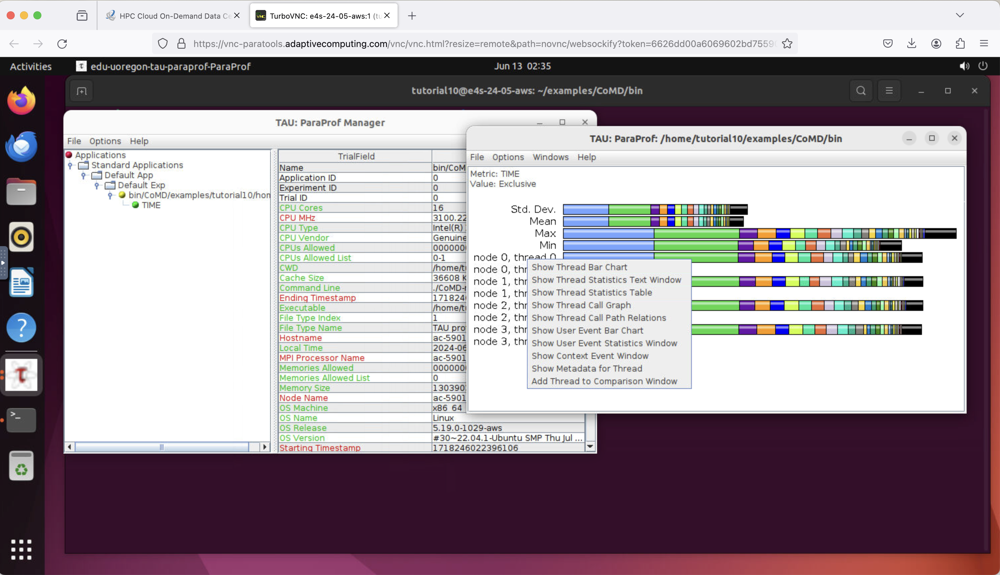 HPC Cloud On-Demand Data Ce
VNC
TurboVNC: e4s-24-05-aws:1 (tu
https://vnc-paratools.adaptivecomputing.com/vnc/vnc.html?resize=remote&path=novnc/websockify?token=6626dd00a6069602bd7559
Activities
edu-uoregon-tau-paraprof-ParaProf
Jun 13 02:35
tutorial10@e4s-24-05-aws: ~/examples/CoMD/bin
TAU: ParaProf Manager
File Options Help
Applications
Standard Applications
Default App
Default Exp
bin/CoMD/examples/tutorial10/hom
TIME
TrialField
Name bin/CoM
Application ID 0
Experiment ID 0
Trial ID 0
CPU Cores 16
CPU MHz 3100.22
CPU Type Intel(R)
CPU Vendor Genuine
CPUs Allowed 0000000
CPUs Allowed List 0-1
CWD /home/tu
Cache Size 36608 K
Command Line ./CoMD-
Ending Timestamp 171824
Executable /home/tu
File Type Index 1
File Type Name TAU pro
Hostname ac-5901
Local Time 2024-06
MPI Processor Name ac-5901
Memories Allowed 0000000
Memories Allowed List 0
Memory Size 130390
Node Name ac-5901
OS Machine x86_64
OS Name Linux
OS Release 5.19.0-1029-aws
OS Version #30~22.04.1-Ubuntu SMP Thu Jul ...
Starting Timestamp 1718246022396106
TAU: ParaProf: /home/tutorial10/examples/CoMD/bin
File Options Windows Help
Metric: TIME
Value: Exclusive
Std. Dev.
Mean
Max
Min
node 0, thread 0
node 0, thr
node 1, thr
node 1, thr
node 2, thr
node 2, thr
node 3, thr
node 3, thr
Show Thread Bar Chart
Show Thread Statistics Text Window
Show Thread Statistics Table
Show Thread Call Graph
Show Thread Call Path Relations
Show User Event Bar Chart
Show User Event Statistics Window
Show Context Event Window
Show Metadata for Thread
Add Thread to Comparison Window